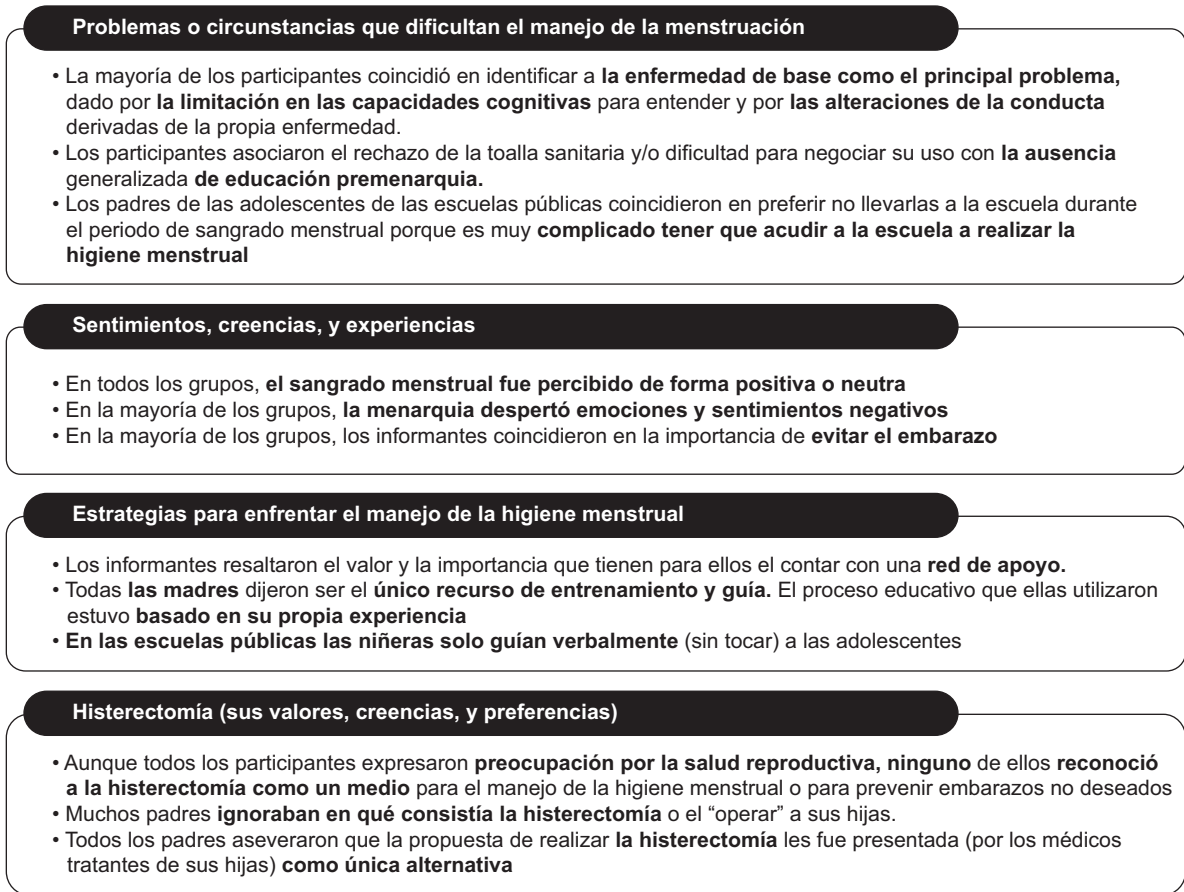 Problemas o circunstancias que dificultan el manejo de la menstruación
• La mayoría de los participantes coincidió en identificar a la enfermedad de base como el principal problema,
dado por la limitación en las capacidades cognitivas para entender y por las alteraciones de la conducta
derivadas de la propia enfermedad.
• Los participantes asociaron el rechazo de la toalla sanitaria y/o dificultad para negociar su uso con la ausencia
generalizada de educación premenarquia.
• Los padres de las adolescentes de las escuelas públicas coincidieron en preferir no llevarlas a la escuela durante
el periodo de sangrado menstrual porque es muy complicado tener que acudir a la escuela a realizar la
higiene menstrual
Sentimientos, creencias, y experiencias
• En todos los grupos, el sangrado menstrual fue percibido de forma positiva o neutra
• En la mayoría de los grupos, la menarquia despertó emociones y sentimientos negativos
• En la mayoría de los grupos, los informantes coincidieron en la importancia de evitar el embarazo
Estrategias para enfrentar el manejo de la higiene menstrual
• Los informantes resaltaron el valor y la importancia que tienen para ellos el contar con una red de apoyo.
• Todas las madres dijeron ser el único recurso de entrenamiento y guía. El proceso educativo que ellas utilizaron
estuvo basado en su propia experiencia
• En las escuelas públicas las niñeras solo guían verbalmente (sin tocar) a las adolescentes
Histerectomía (sus valores, creencias, y preferencias)
• Aunque todos los participantes expresaron preocupación por la salud reproductiva, ninguno de ellos reconoció
a la histerectomía como un medio para el manejo de la higiene menstrual o para prevenir embarazos no deseados
• Muchos padres ignoraban en qué consistía la histerectomía o el “operar” a sus hijas.
• Todos los padres aseveraron que la propuesta de realizar la histerectomía les fue presentada (por los médicos
tratantes de sus hijas) como única alternativa